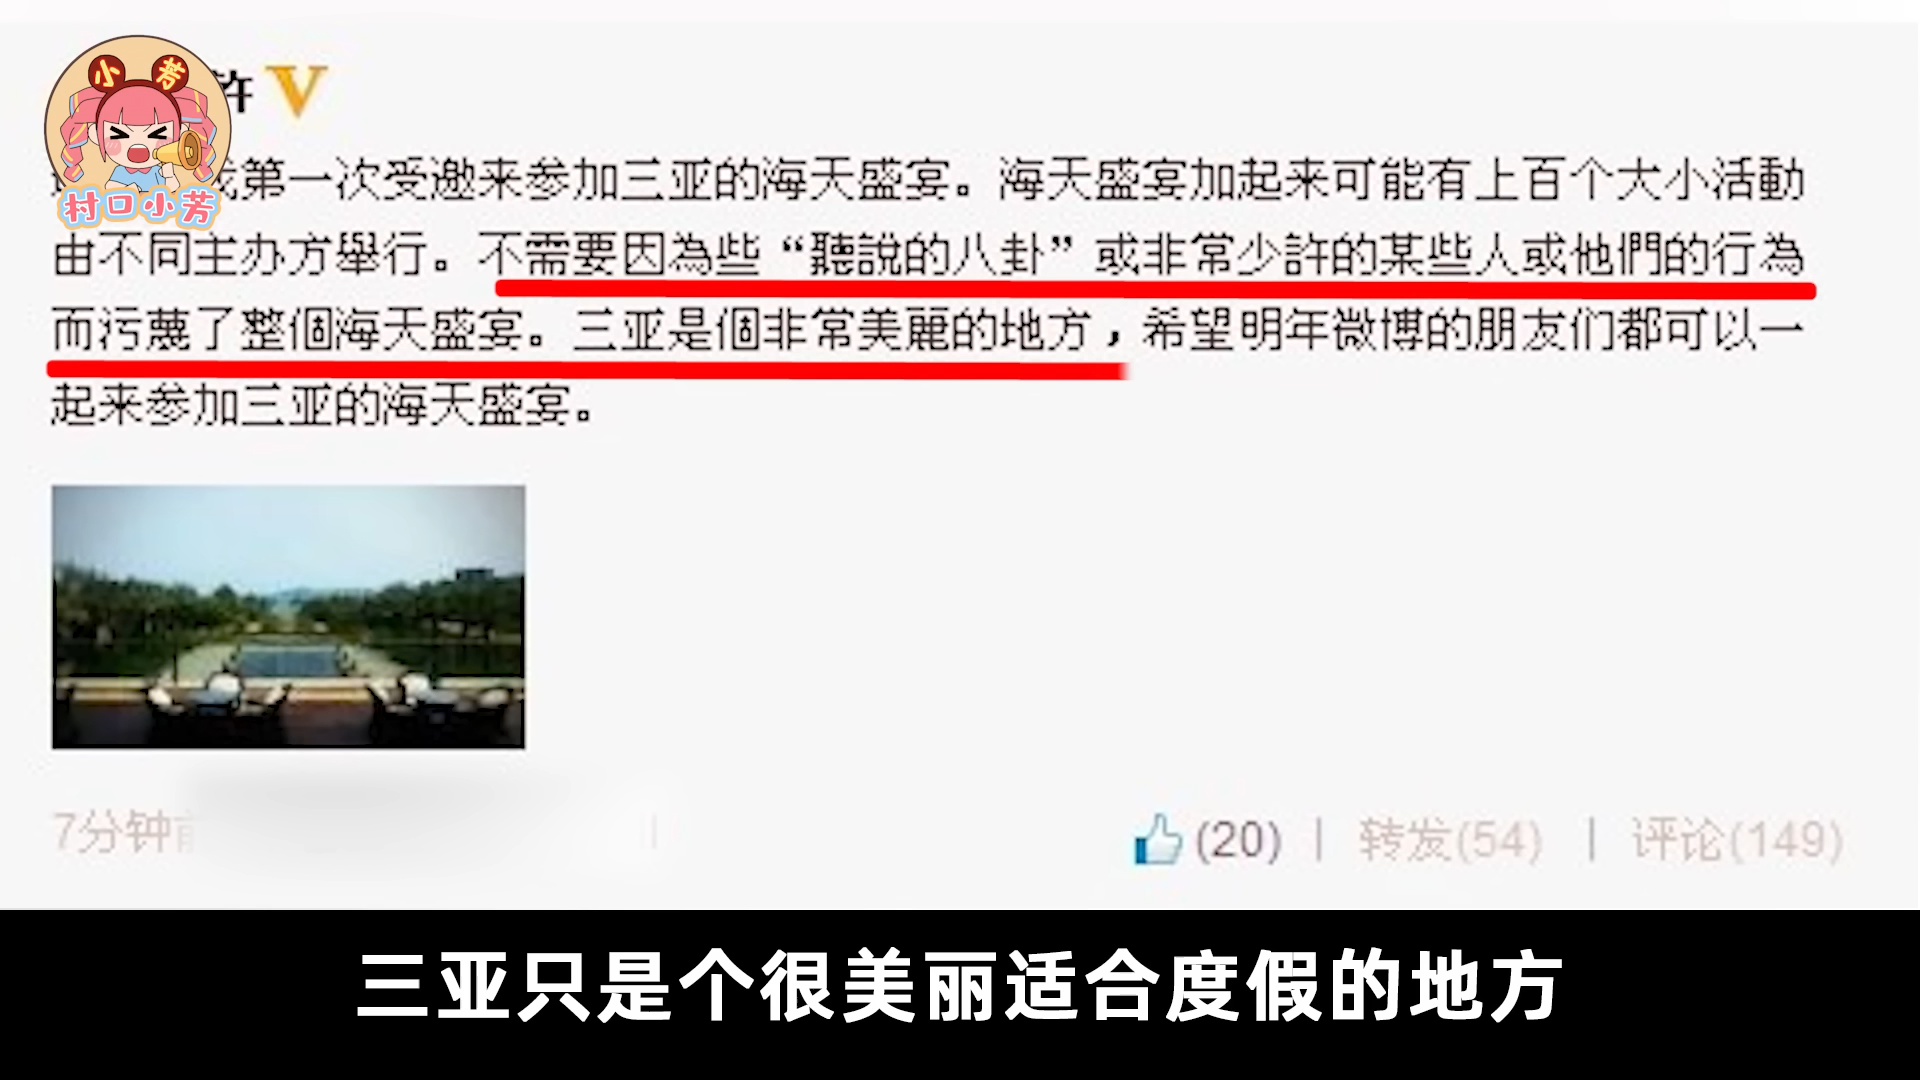 小芳
村口小芳
许 V
我第一次受邀来参加三亚的海天盛宴。海天盛宴加起来可能有上百个大小活動
由不同主办方舉行。不需要因為些“聽說的八卦”或非常少許的某些人或他們的行為
而污蔑了整個海天盛宴。三亚是個非常美麗的地方，希望明年微博的朋友们都可以一
起来参加三亚的海天盛宴。
7分钟前
(20) | 转发(54) | 评论(149)
三亚只是个很美丽适合度假的地方